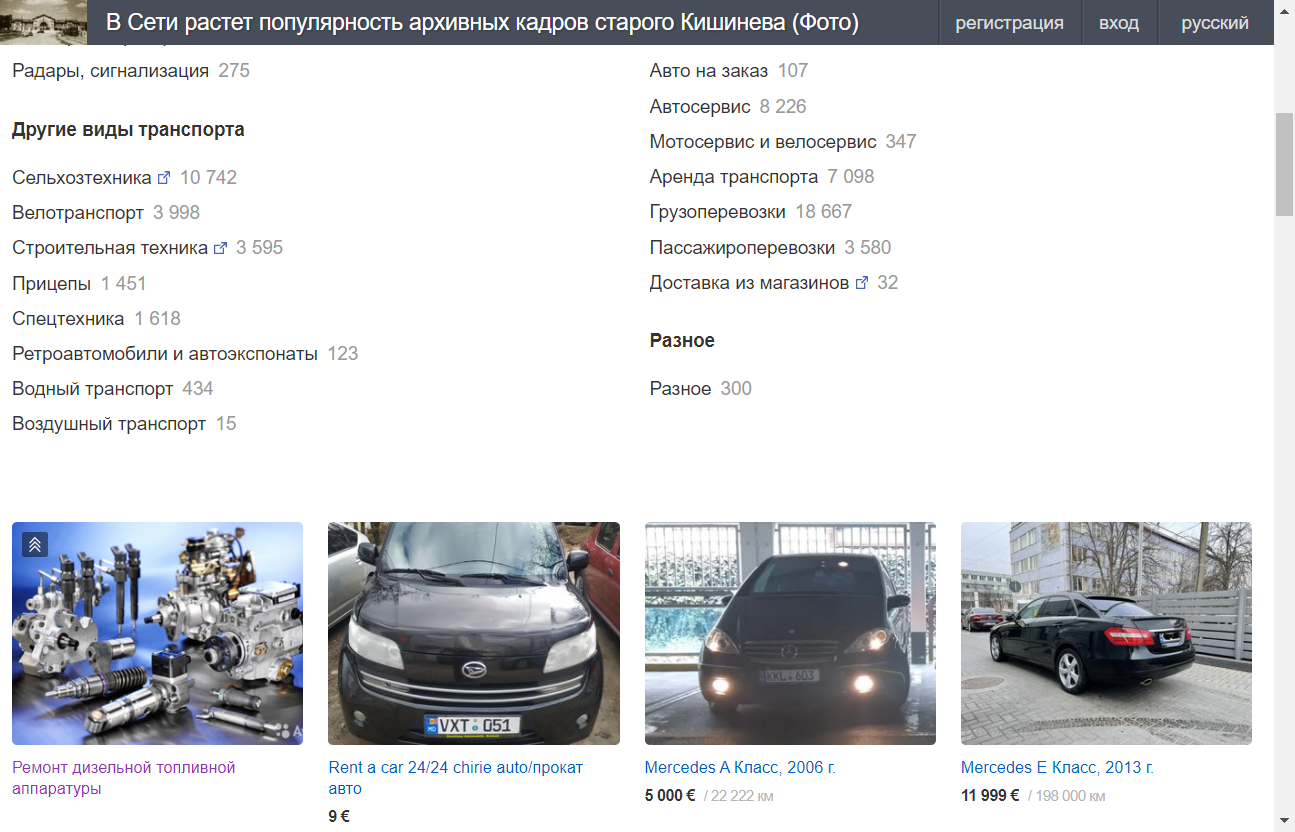 В Сети растет популярность архивных кадров старого Кишинева (Фото)
регистрация
вход
русский
Радары, сигнализация 275
Другие виды транспорта
Сельхозтехника 10 742
Велотранспорт 3 998
Строительная техника 3 595
Прицепы 1 451
Спецтехника 1 618
Ретроавтомобили и автоэкспонаты 123
Водный транспорт 434
Воздушный транспорт 15
Авто на заказ 107
Автосервис 8 226
Мотосервис и велосервис 347
Аренда транспорта 7 098
Грузоперевозки 18 667
Пассажироперевозки 3 580
Доставка из магазинов 32
Разное
Разное 300
Ремонт дизельной топливной
аппаратуры
VXT 051
MD
Rent a car 24/24 chirie auto/прокат
авто
9 €
KKL 603
Mercedes A Класс, 2006 г.
5 000 € / 22 222 км
Mercedes E Класс, 2013 г.
11 999 € / 198 000 км